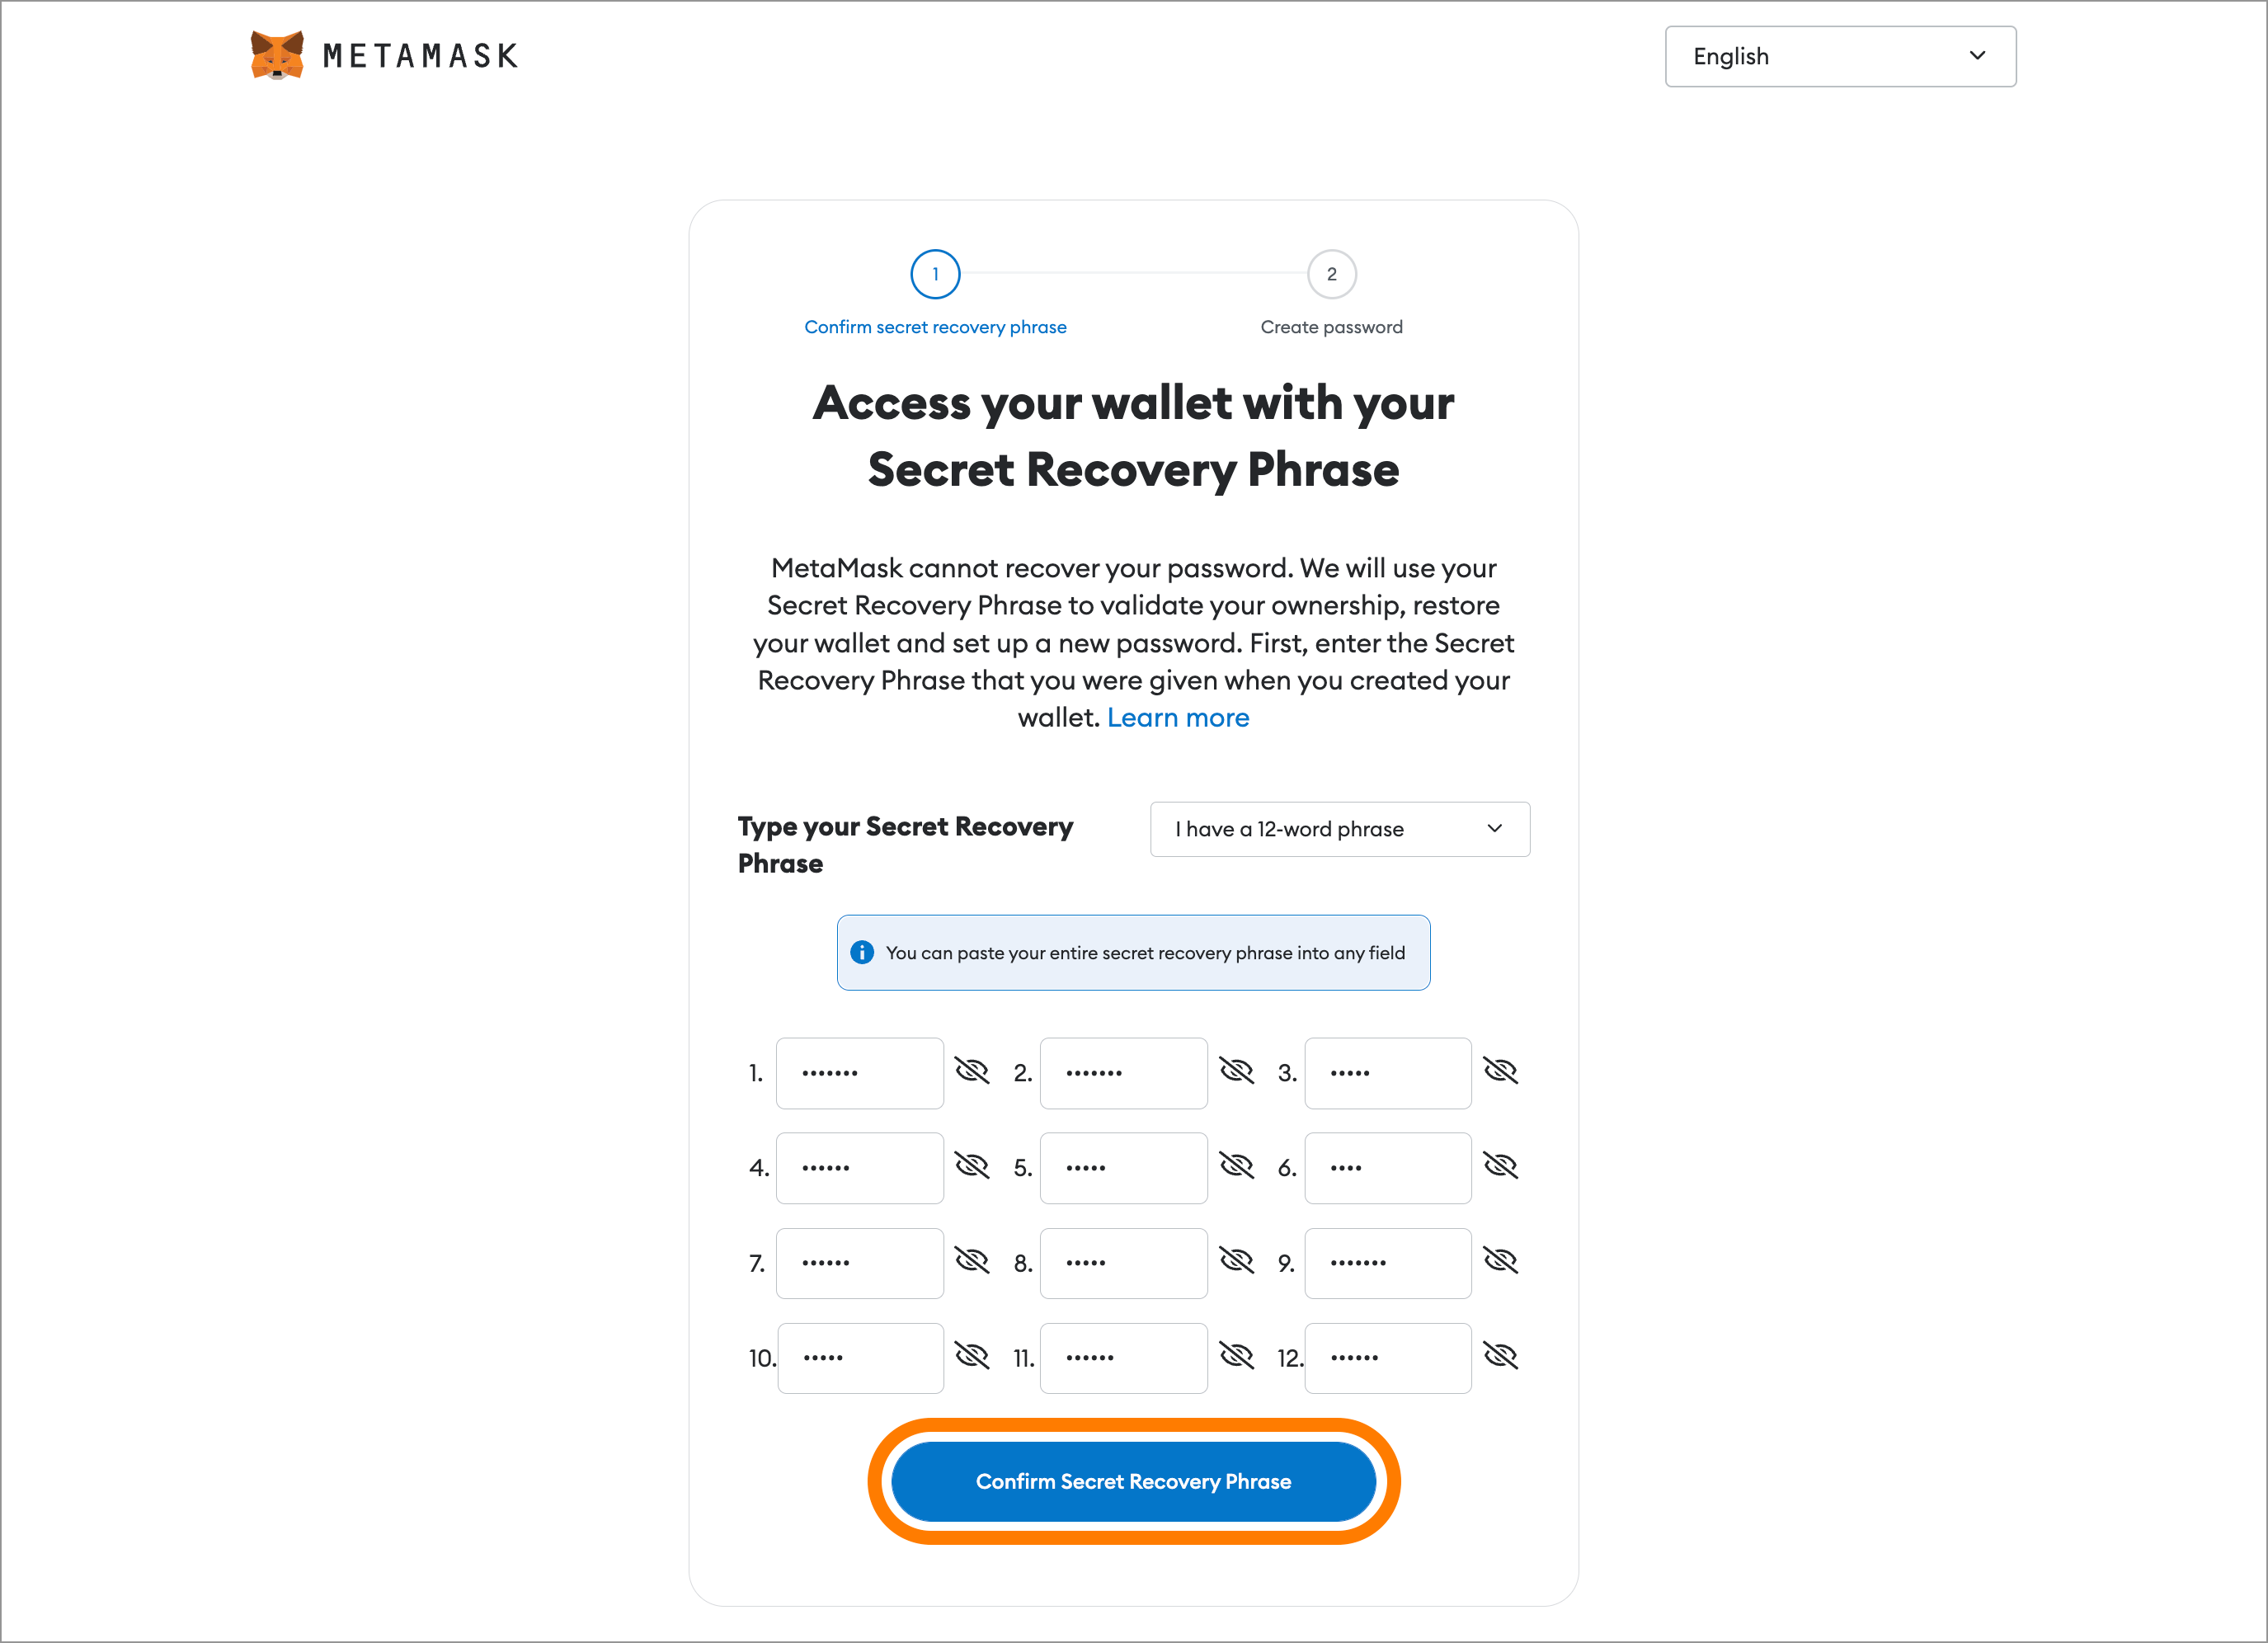 METAMASK
English
1
2
Confirm secret recovery phrase
Create password
Access your wallet with your
Secret Recovery Phrase
MetaMask cannot recover your password. We will use your
Secret Recovery Phrase to validate your ownership, restore
your wallet and set up a new password. First, enter the Secret
Recovery Phrase that you were given when you created your
wallet. Learn more
Type your Secret Recovery
Phrase
I have a 12-word phrase
You can paste your entire secret recovery phrase into any field
1. ••••••• 2. ••••••• 3. •••••
4. •••••• 5. ••••• 6. ••••
7. •••••• 8. ••••• 9. •••••••
10. ••••• 11. •••••• 12. ••••••
Confirm Secret Recovery Phrase